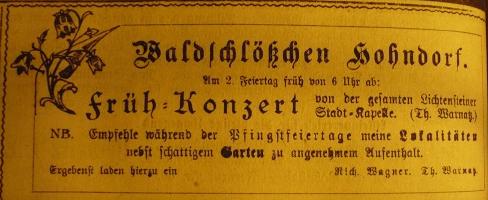 Waldschlößchen Hohndorf.
Am 2. Feiertag früh von 6 Uhr ab:
Früh-Konzert von der gesamten Lichtensteiner
Stadt-Kapelle. (Th. Warnatz.)
NB. Empfehle während der Pfingstfeiertage meine Lokalitäten
nebst schattigem Garten zu angenehmem Aufenthalt.
Ergebenst laden hierzu ein Rich. Wagner. Th. Warnatz.